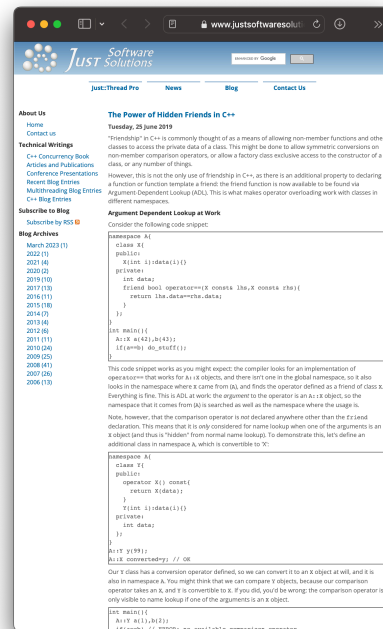 www.justsoftwaresoluti
JUST Software Solutions
ENHANCED BY Google
Just::Thread Pro
News
Blog
Contact Us
About Us
Home
Contact us
Technical Writings
C++ Concurrency Book
Articles and Publications
Conference Presentations
Recent Blog Entries
Multithreading Blog Entries
C++ Blog Entries
Subscribe to Blog
Subscribe by RSS
Blog Archives
March 2023 (1)
2022 (1)
2021 (4)
2020 (2)
2019 (10)
2017 (13)
2016 (11)
2015 (18)
2014 (7)
2013 (4)
2012 (6)
2011 (11)
2010 (24)
2009 (25)
2008 (41)
2007 (26)
2006 (13)
The Power of Hidden Friends in C++
Tuesday, 25 June 2019
"Friendship" in C++ is commonly thought of as a means of allowing non-member functions and othe
classes to access the private data of a class. This might be done to allow symmetric conversions on
non-member comparison operators, or allow a factory class exclusive access to the constructor of a
class, or any number of things.
However, this is not the only use of friendship in C++, as there is an additional property to declaring
a function or function template a friend: the friend function is now available to be found via
Argument-Dependent Lookup (ADL). This is what makes operator overloading work with classes in
different namespaces.
Argument Dependent Lookup at Work
Consider the following code snippet:
namespace A{
class X{
public:
X(int i):data(i){}
private:
int data;
friend bool operator==(X const& lhs,X const& rhs){
return lhs.data==rhs.data;
}
};
}
int main(){
A::X a(42),b(43);
if(a==b) do_stuff();
}
This code snippet works as you might expect: the compiler looks for an implementation of
operator== that works for A::X objects, and there isn't one in the global namespace, so it also
looks in the namespace where X came from (A), and finds the operator defined as a friend of class X.
Everything is fine. This is ADL at work: the argument to the operator is an A::X object, so the
namespace that it comes from (A) is searched as well as the namespace where the usage is.
Note, however, that the comparison operator is not declared anywhere other than the friend
declaration. This means that it is only considered for name lookup when one of the arguments is an
X object (and thus is "hidden" from normal name lookup). To demonstrate this, let's define an
additional class in namespace A, which is convertible to 'X':
namespace A{
class Y{
public:
operator X() const{
return X(data);
}
Y(int i):data(i){}
private:
int data;
};
}
A::Y y(99);
A::X converted=y; // OK
Our Y class has a conversion operator defined, so we can convert it to an X object at will, and it is
also in namespace A. You might think that we can compare Y objects, because our comparison
operator takes an X, and Y is convertible to X. If you did, you'd be wrong: the comparison operator is
only visible to name lookup if one of the arguments is an X object.
int main(){
A::Y a(1),b(2);
if(a==b) // ERROR: no available comparison operator